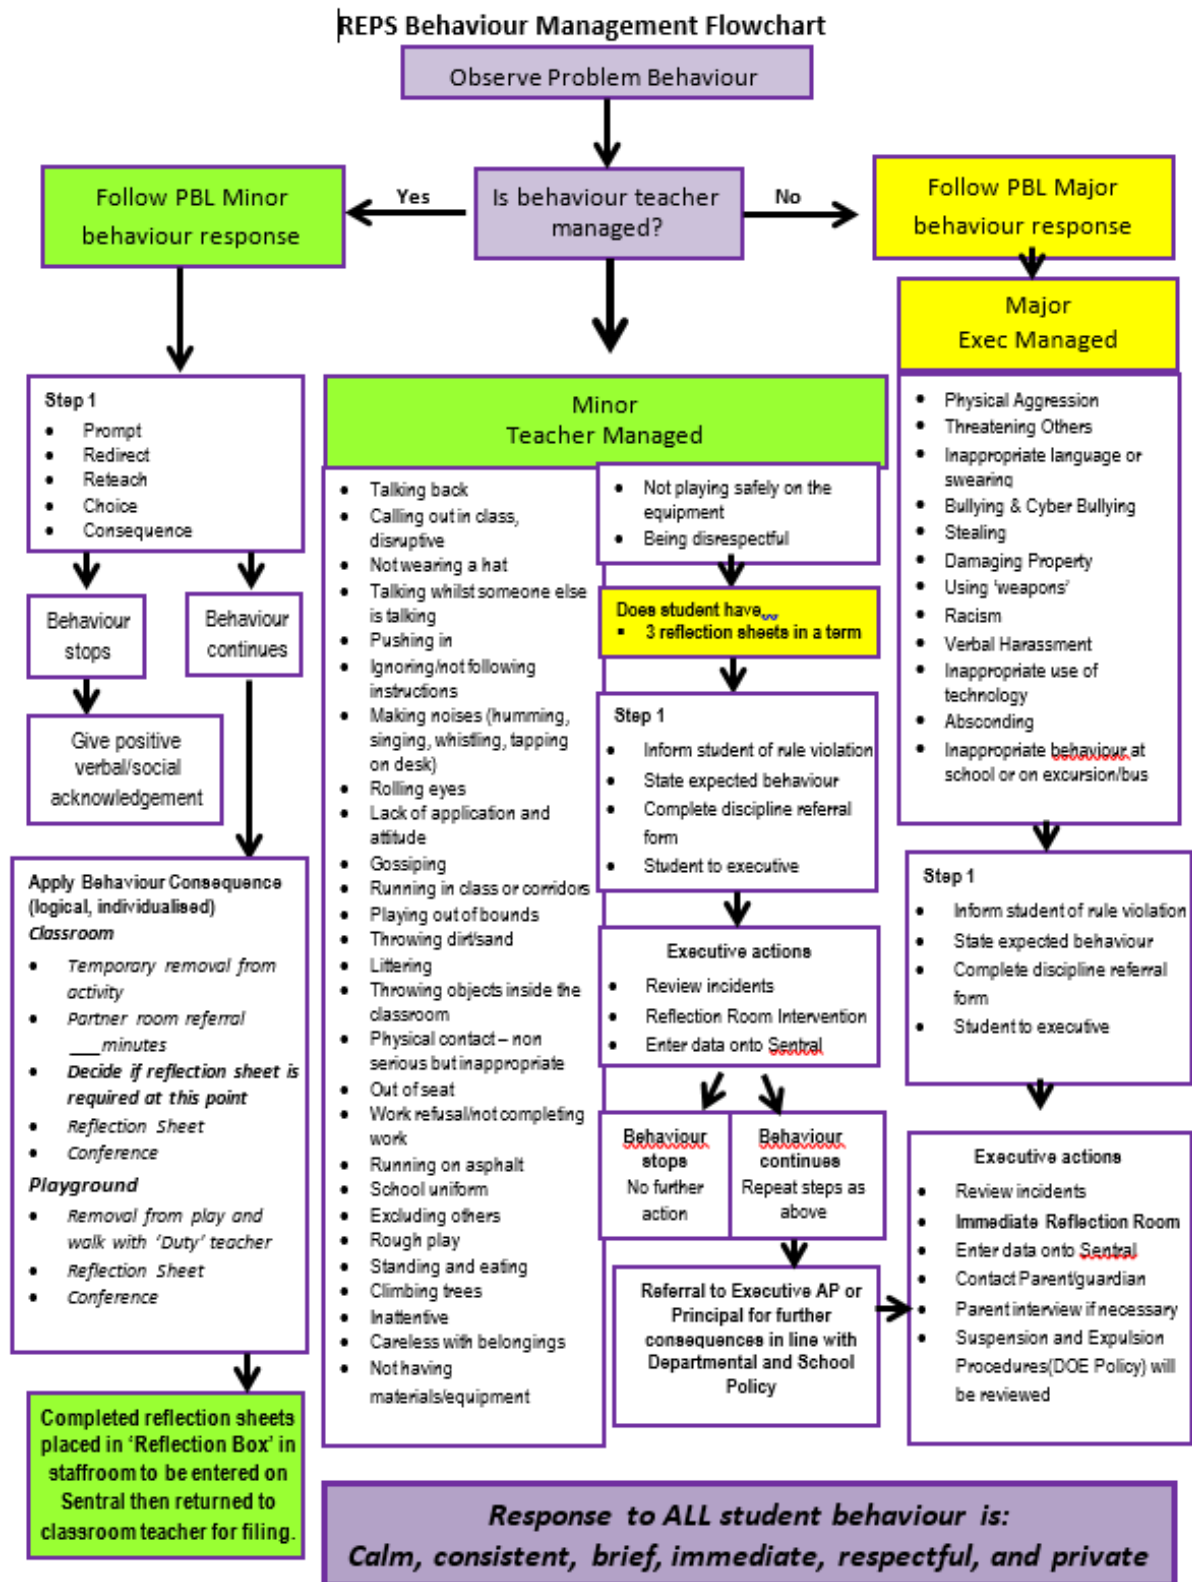 REPS Behaviour Management Flowchart
Observe Problem Behaviour
Follow PBL Minor
behaviour response
Yes
Is behaviour teacher
managed?
No
Follow PBL Major
behaviour response
Major
Exec Managed
Step 1
• Prompt
• Redirect
• Reteach
• Choice
• Consequence
Behaviour
stops
Behaviour
continues
Give positive
verbal/social
acknowledgement
Apply Behaviour Consequence
(logical, individualised)
Classroom
• Temporary removal from
activity
• Partner room referral
___minutes
• Decide if reflection sheet is
required at this point
• Reflection Sheet
• Conference
Playground
• Removal from play and
walk with ‘Duty’ teacher
• Reflection Sheet
• Conference
Completed reflection sheets
placed in ‘Reflection Box’ in
staffroom to be entered on
Sentral then returned to
classroom teacher for filing.
Minor
Teacher Managed
• Talking back
• Calling out in class,
disruptive
• Not wearing a hat
• Talking whilst someone else
is talking
• Pushing in
• Ignoring/not following
instructions
• Making noises (humming,
singing, whistling, tapping
on desk)
• Rolling eyes
• Lack of application and
attitude
• Gossiping
• Running in class or corridors
• Playing out of bounds
• Throwing dirt/sand
• Littering
• Throwing objects inside the
classroom
• Physical contact – non
serious but inappropriate
• Out of seat
• Work refusal/not completing
work
• Running on asphalt
• School uniform
• Excluding others
• Rough play
• Standing and eating
• Climbing trees
• Inattentive
• Careless with belongings
• Not having
materials/equipment
• Not playing safely on the
equipment
• Being disrespectful
Does student have…
▪ 3 reflection sheets in a term
Step 1
• Inform student of rule violation
• State expected behaviour
• Complete discipline referral
form
• Student to executive
Executive actions
• Review incidents
• Reflection Room Intervention
• Enter data onto Sentral
Behaviour
stops
No further
action
Behaviour
continues
Repeat steps as
above
Referral to Executive AP or
Principal for further
consequences in line with
Departmental and School
Policy
• Physical Aggression
• Threatening Others
• Inappropriate language or
swearing
• Bullying & Cyber Bullying
• Stealing
• Damaging Property
• Using ‘weapons’
• Racism
• Verbal Harassment
• Inappropriate use of
technology
• Absconding
• Inappropriate behaviour at
school or on excursion/bus
Step 1
• Inform student of rule violation
• State expected behaviour
• Complete discipline referral
form
• Student to executive
Executive actions
• Review incidents
• Immediate Reflection Room
• Enter data onto Sentral
• Contact Parent/guardian
• Parent interview if necessary
• Suspension and Expulsion
Procedures(DOE Policy) will
be reviewed
Response to ALL student behaviour is:
Calm, consistent, brief, immediate, respectful, and private